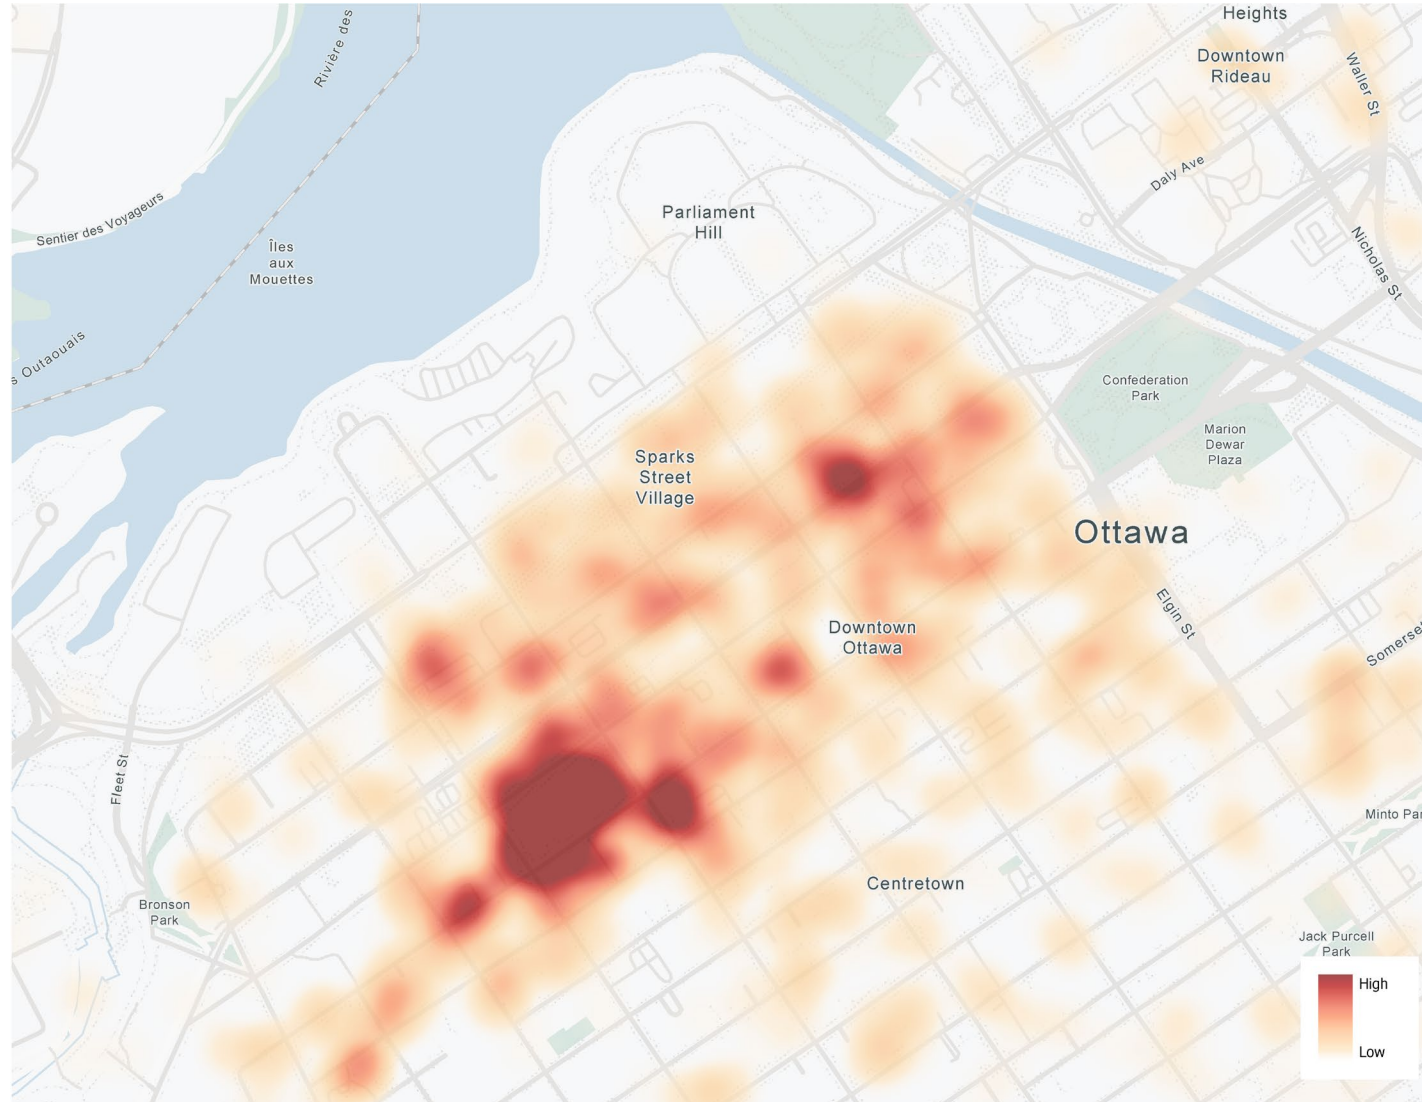 Heights
Downtown
Rideau
Waller St
Rivière des
Daly Ave
Sentier des Voyageurs
Parliament
Hill
Îles
aux
Mouettes
Nicholas St
s Outaouais
Confederation
Park
Marion
Dewar
Plaza
Sparks
Street
Village
Ottawa
Elgin St
Downtown
Ottawa
Somerset
Fleet St
Minto Par
Centretown
Bronson
Park
Jack Purcell
Park
High
Low